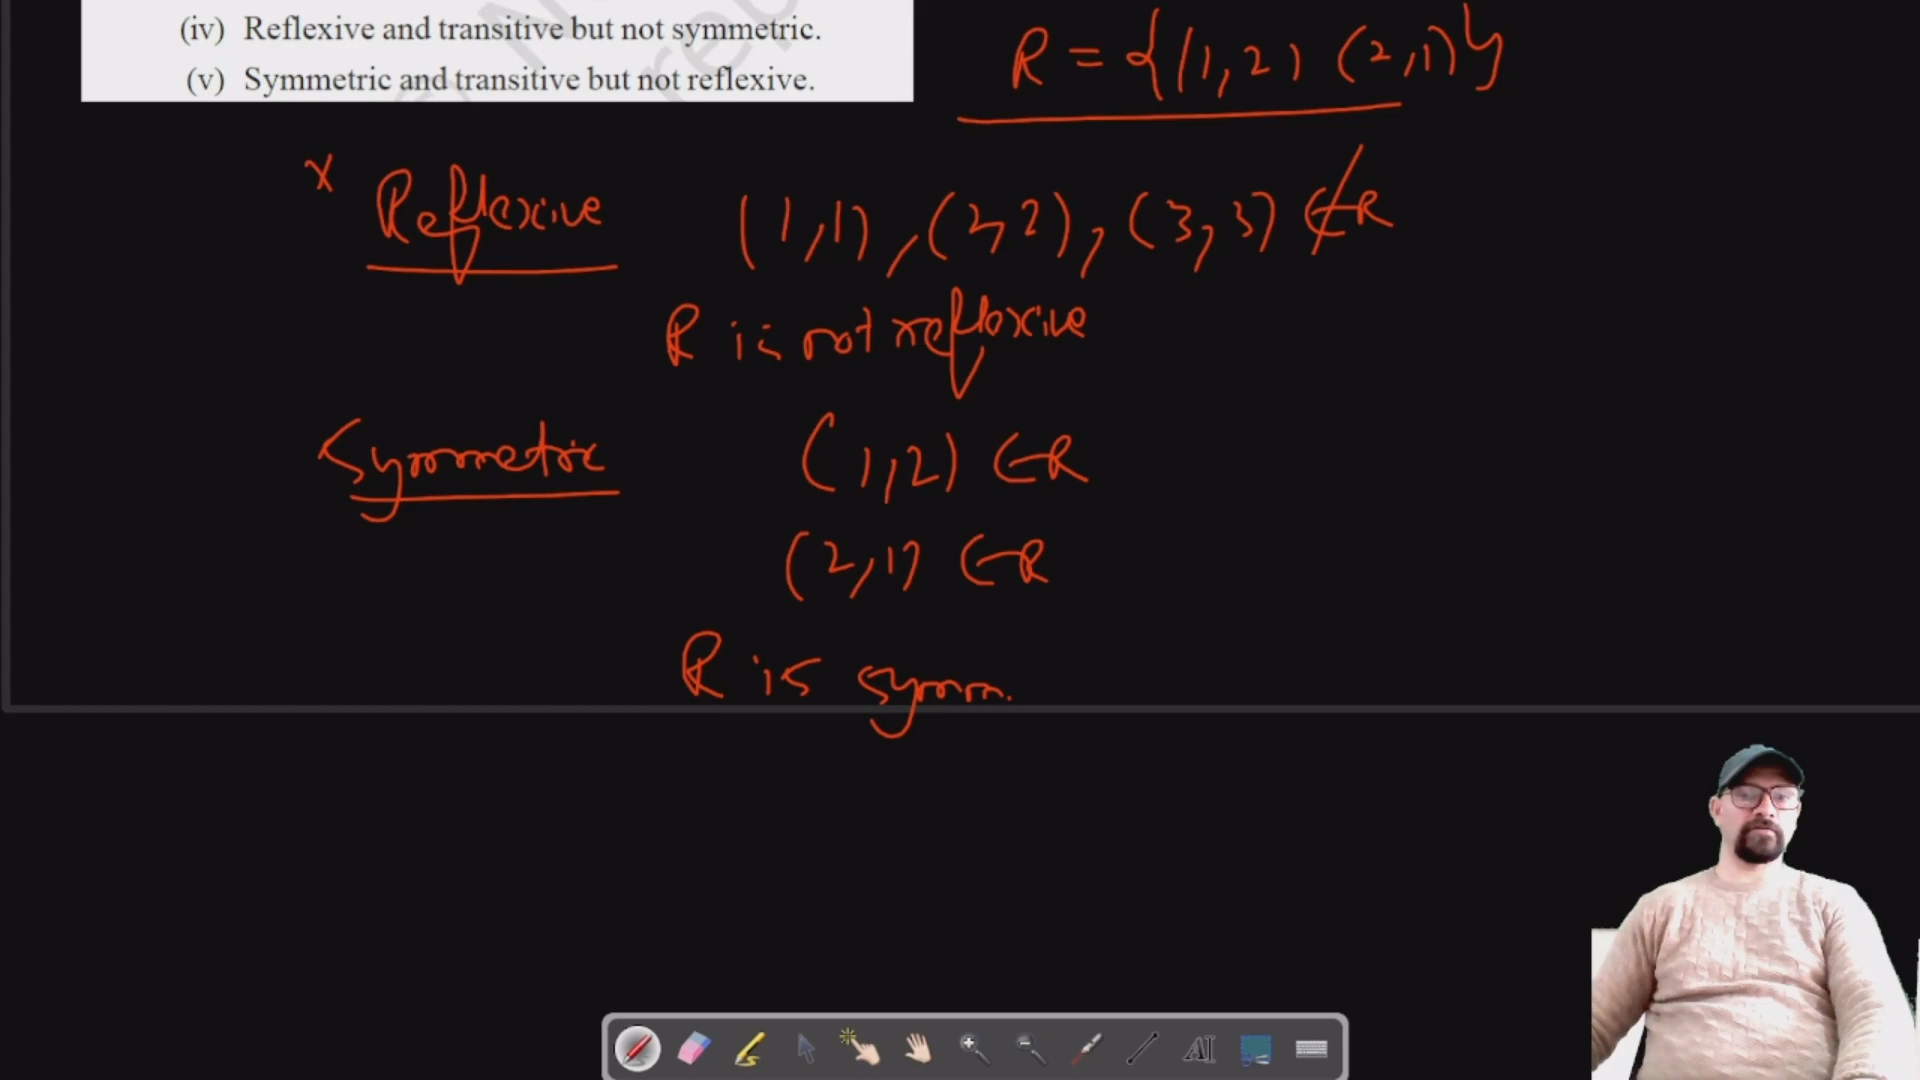 (iv) Reflexive and transitive but not symmetric.
(v) Symmetric and transitive but not reflexive.
R = {(1,2) (2,1)}
x Reflexive (1,1), (2,2), (3,3) ∉ R
R is not reflexive
Symmetric (1,2) ∈ R
(2,1) ∈ R
R is symm.
AI